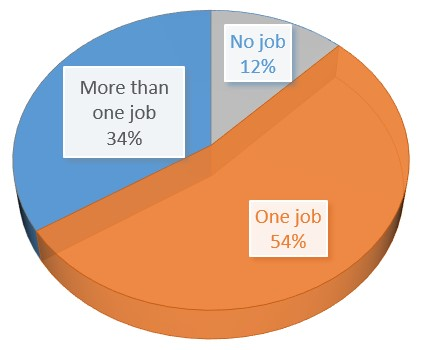 No job
12%
More than
one job
34%
One job
54%